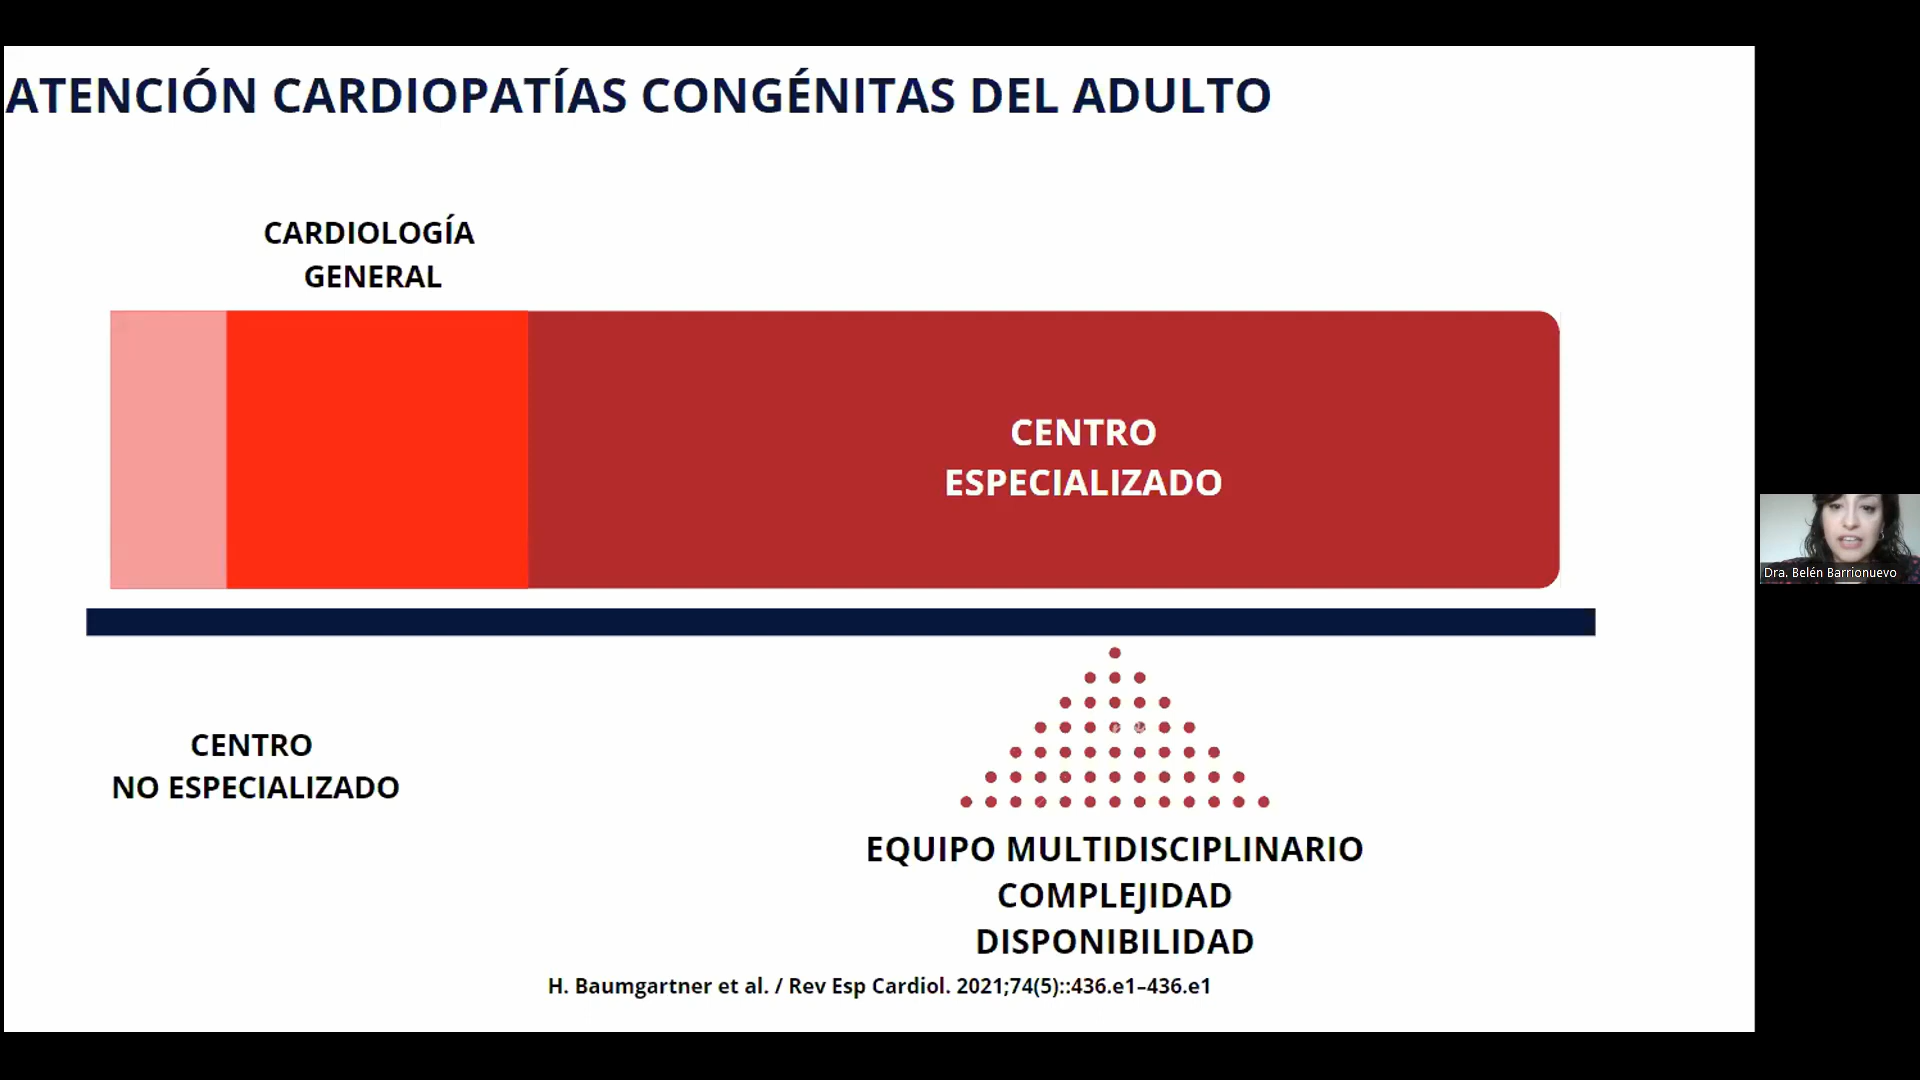 ATENCIÓN CARDIOPATÍAS CONGÉNITAS DEL ADULTO
CARDIOLOGÍA
GENERAL
CENTRO
ESPECIALIZADO
Dra. Belén Barrionuevo
CENTRO
NO ESPECIALIZADO
EQUIPO MULTIDISCIPLINARIO
COMPLEJIDAD
DISPONIBILIDAD
H. Baumgartner et al. / Rev Esp Cardiol. 2021;74(5)::436.e1–436.e1